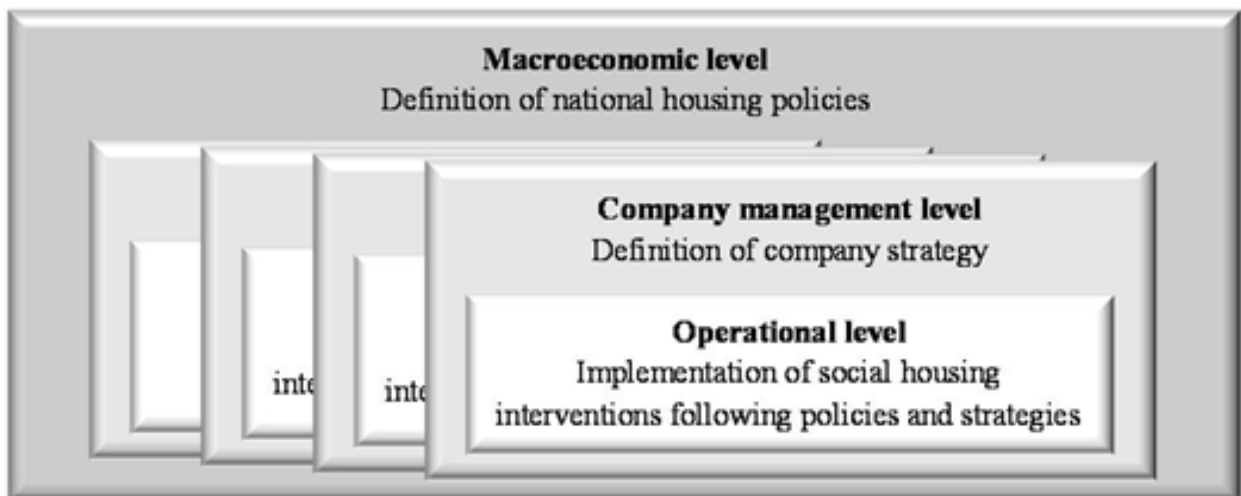 Macroeconomic level
Definition of national housing policies
Company management level
Definition of company strategy
Operational level
Implementation of social housing
interventions following policies and strategies